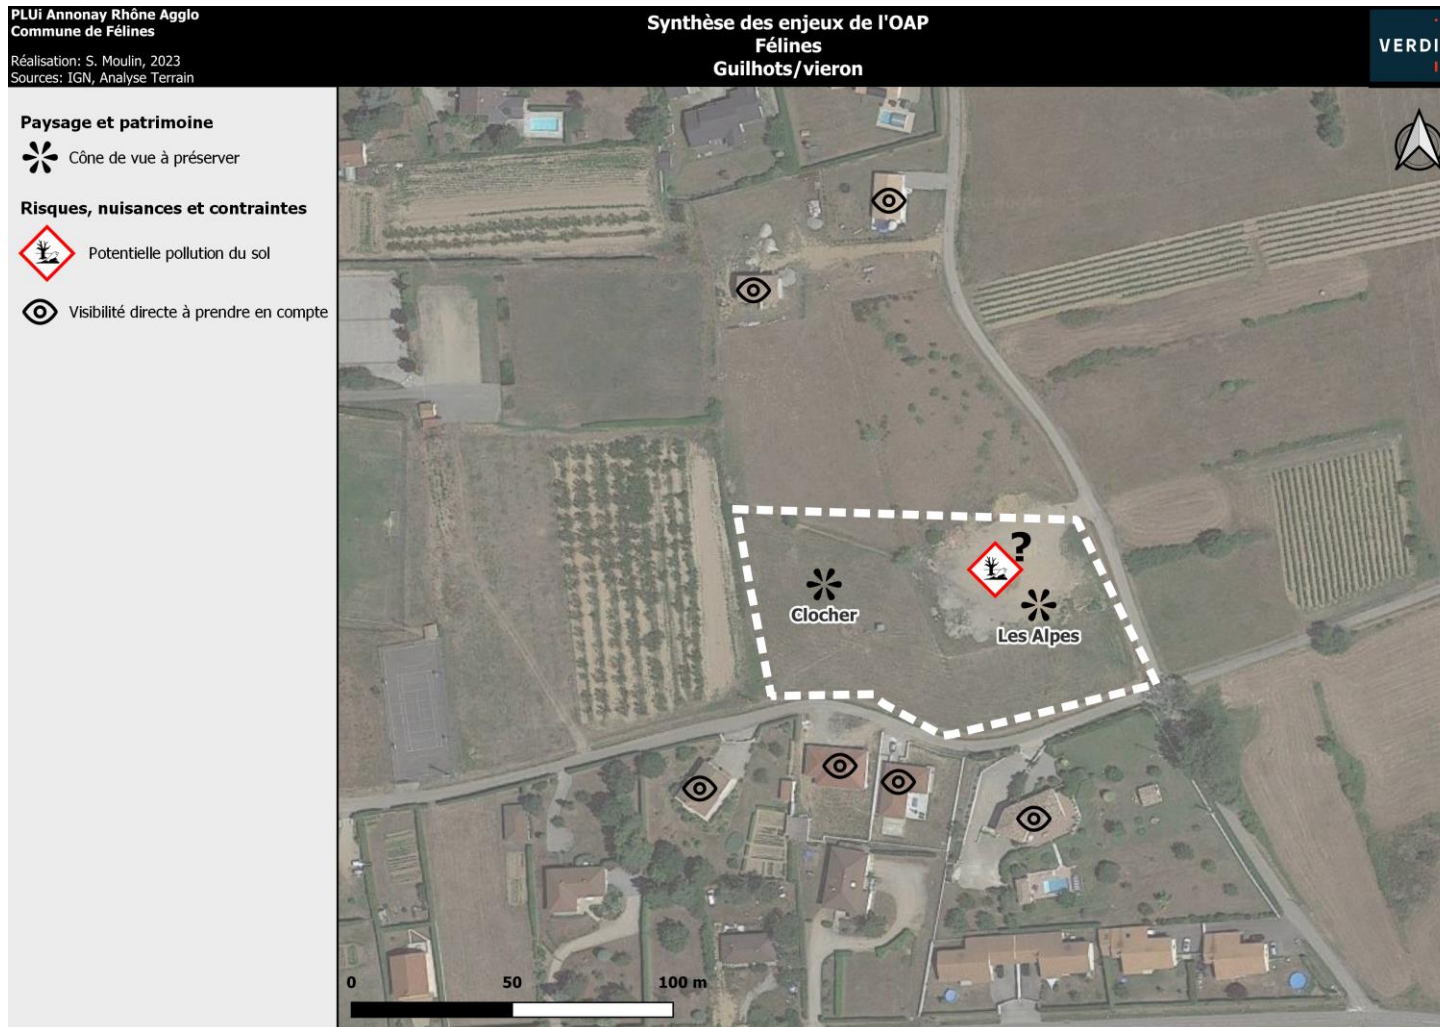 PLUi Annonay Rhône Agglo
Commune de Félines
Réalisation: S. Moulin, 2023
Sources: IGN, Analyse Terrain
Synthèse des enjeux de l'OAP
Félines
Guilhots/vieron
VERDI
Paysage et patrimoine
Cône de vue à préserver
Risques, nuisances et contraintes
Potentielle pollution du sol
Visibilité directe à prendre en compte
?
Clocher
Les Alpes
0 50 100 m